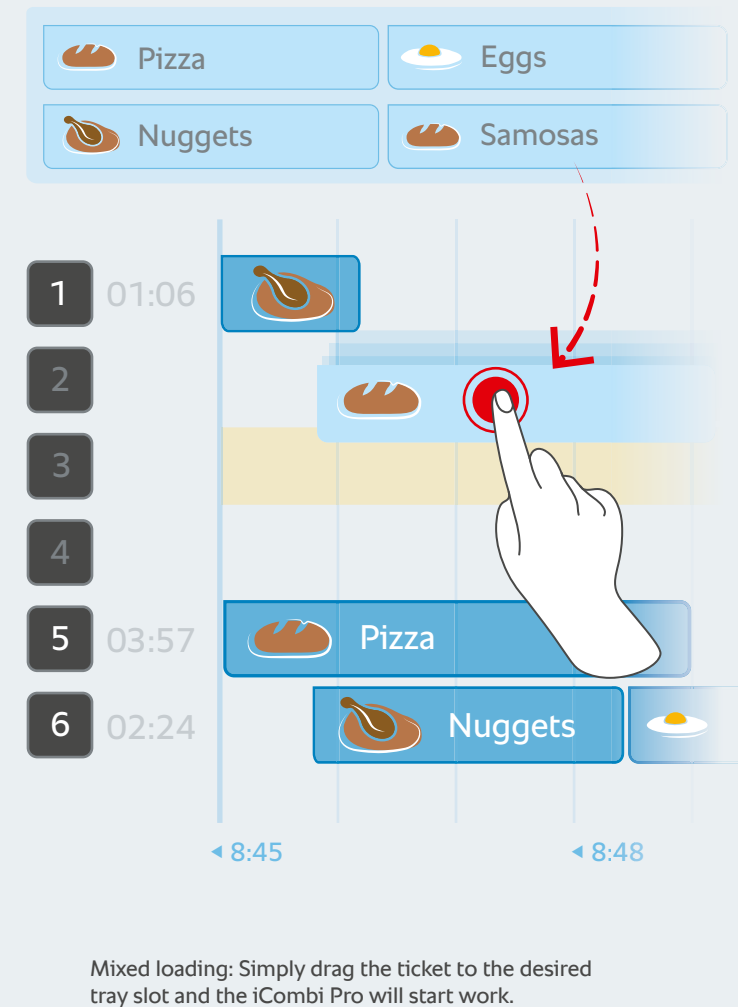 Pizza Eggs
Nuggets Samosas
1 01:06
2
3
4
5 03:57 Pizza
6 02:24 Nuggets
8:45 8:48
Mixed loading: Simply drag the ticket to the desired
tray slot and the iCombi Pro will start work.